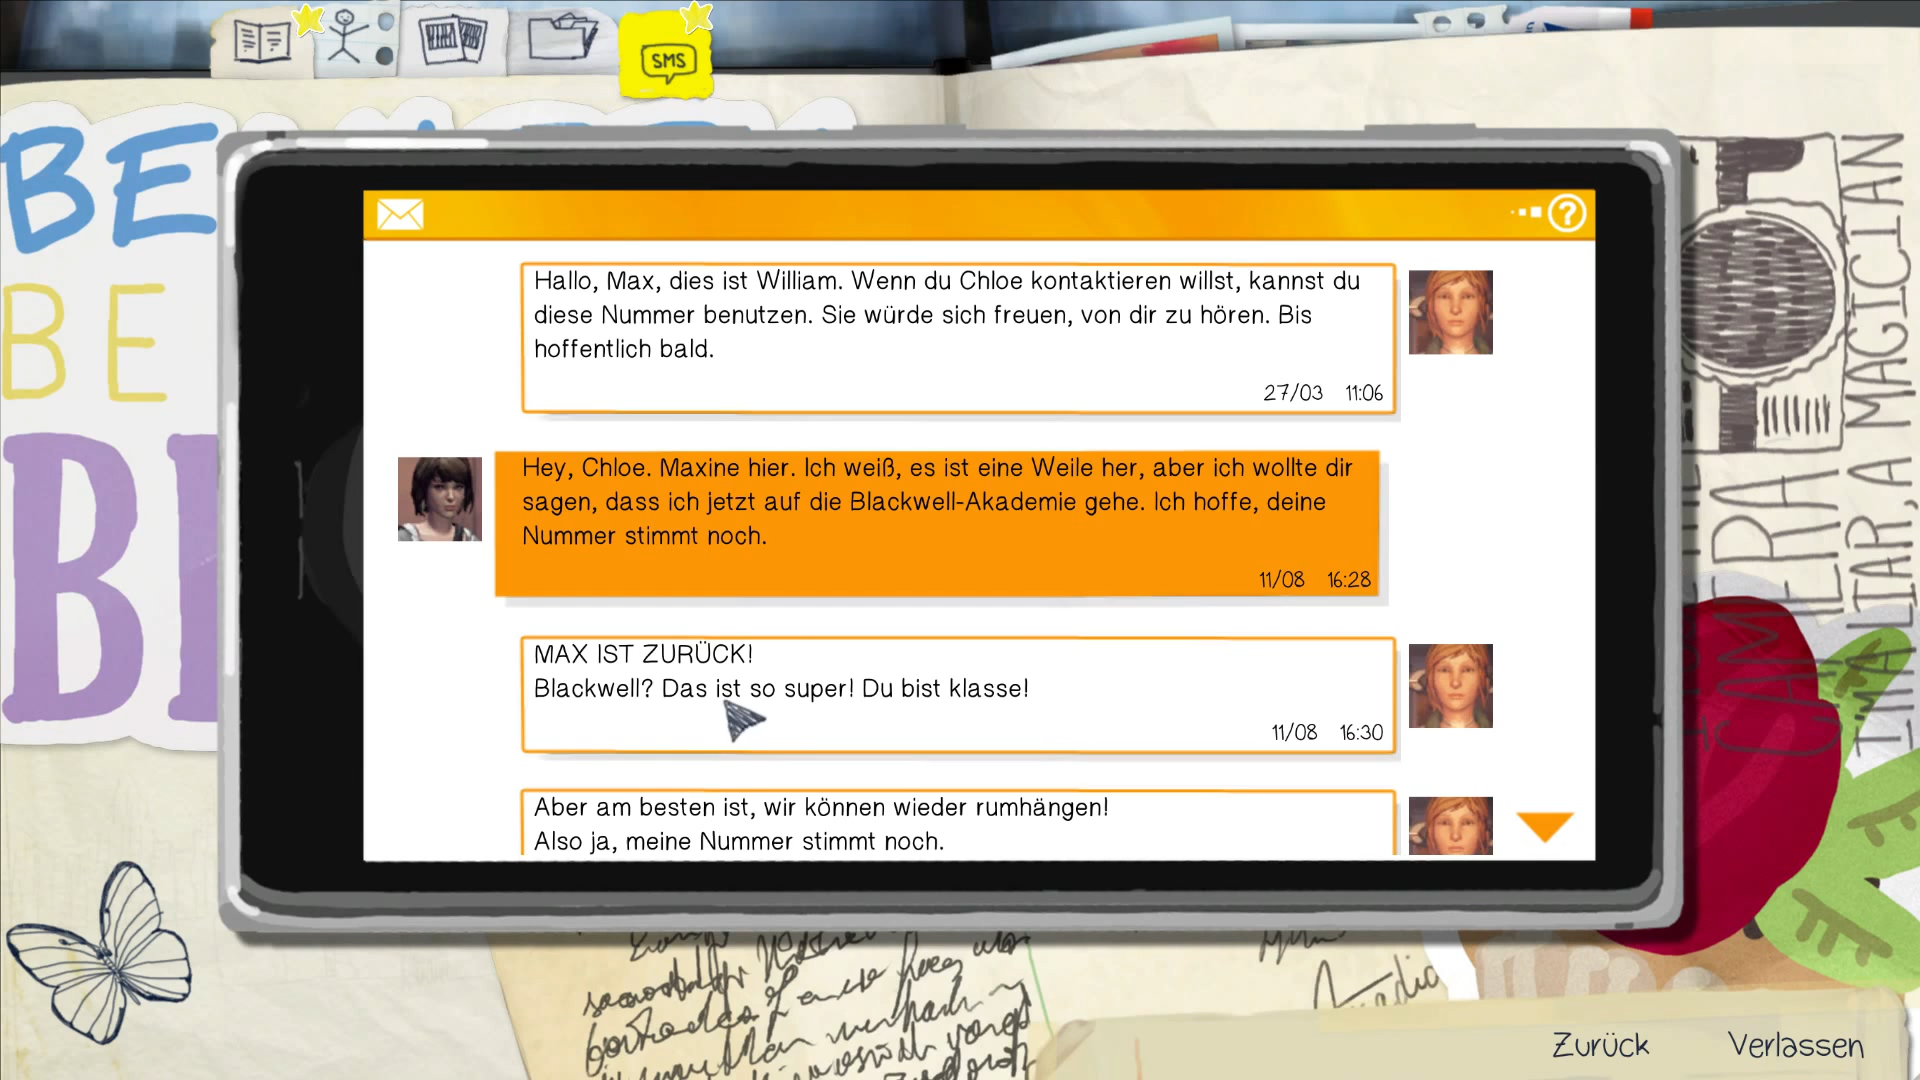 SMS
BE
BE
Hallo, Max, dies ist William. Wenn du Chloe kontaktieren willst, kannst du
diese Nummer benutzen. Sie würde sich freuen, von dir zu hören. Bis
hoffentlich bald.
27/03 11:06
Hey, Chloe. Maxine hier. Ich weiß, es ist eine Weile her, aber ich wollte dir
sagen, dass ich jetzt auf die Blackwell-Akademie gehe. Ich hoffe, deine
Nummer stimmt noch.
11/08 16:28
MAX IST ZURÜCK!
Blackwell? Das ist so super! Du bist klasse!
11/08 16:30
Aber am besten ist, wir können wieder rumhängen!
Also ja, meine Nummer stimmt noch.
CAMERA
LIAR, A MAGICIAN
Zurück
Verlassen